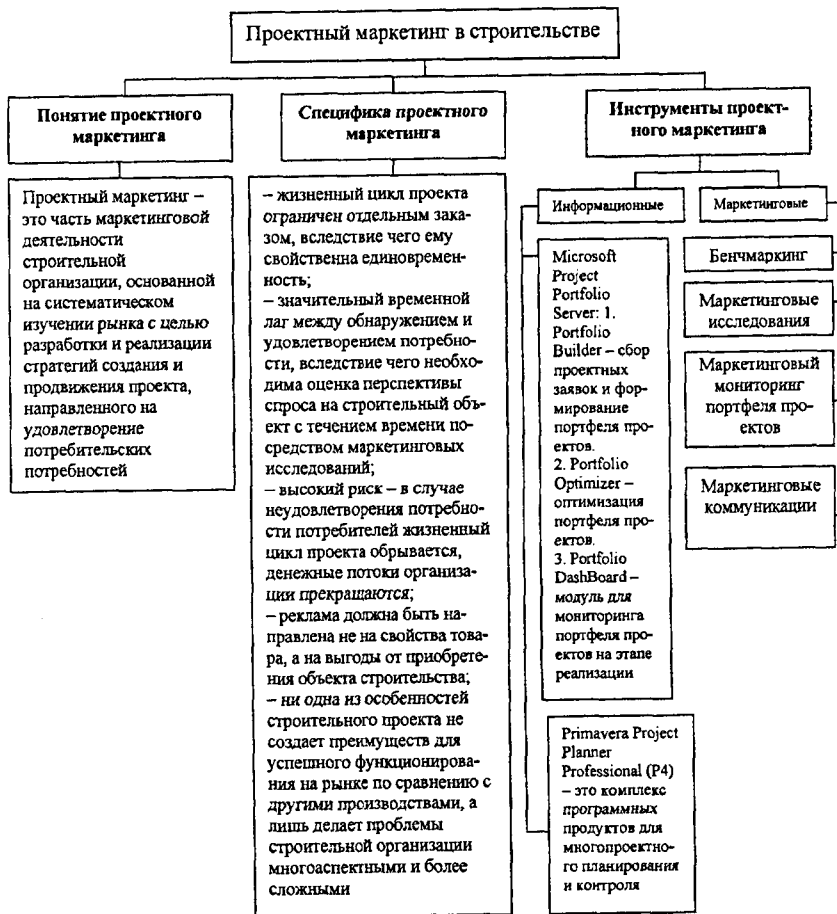 Проектный маркетинг в строительстве
Понятие проектного
маркетинга
Проектный маркетинг –
это часть маркетинговой
деятельности
строительной
организации, основанной
на систематическом
изучении рынка с целью
разработки и реализации
стратегий создания и
продвижения проекта,
направленного на
удовлетворение
потребительских
потребностей
Специфика проектного
маркетинга
– жизненный цикл проекта
ограничен отдельным зака-
зом, вследствие чего ему
свойственна единовремен-
ность;
– значительный временной
лаг между обнаружением и
удовлетворением потребно-
сти, вследствие чего необхо-
дима оценка перспективы
спроса на строительный объ-
ект с течением времени по-
средством маркетинговых
исследований;
– высокий риск – в случае
неудовлетворения потребно-
сти потребителей жизненный
цикл проекта обрывается,
денежные потоки организа-
ции прекращаются;
– реклама должна быть на-
правлена не на свойства това-
ра, а на выгоды от приобрете-
ния объекта строительства;
– ни одна из особенностей
строительного проекта не
создает преимуществ для
успешного функционирова-
ния на рынке по сравнению с
другими производствами, а
лишь делает проблемы
строительной организации
многоаспектными и более
сложными
Инструменты проект-
ного маркетинга
Информационные
Microsoft
Project
Portfolio
Server: 1.
Portfolio
Builder – сбор
проектных
заявок и фор-
мирование
портфеля про-
ектов.
2. Portfolio
Optimizer –
оптимизация
портфеля про-
ектов.
3. Portfolio
DashBoard –
модуль для
мониторинга
портфеля про-
ектов на этапе
реализации
Primavera Project
Planner
Professional (P4)
– это комплекс
программных
продуктов для
многопроектно-
го планирования
и контроля
Маркетинговые
Бенчмаркинг
Маркетинговые
исследования
Маркетинговый
мониторинг
портфеля про-
ектов
Маркетинговые
коммуникации